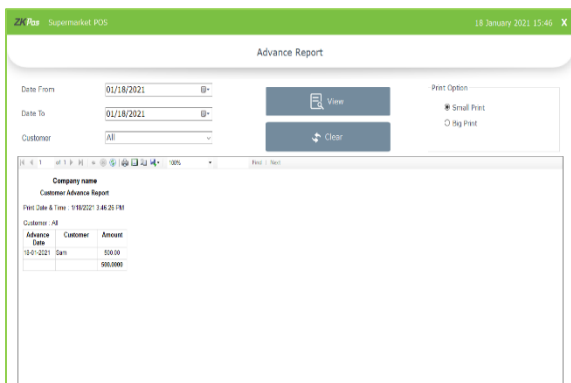 ZKPos Supermarket POS 18 January 2021 15:46 X
Advance Report
Date From 01/18/2021
Date To 01/18/2021
Customer All
View
Clear
Print Option
Small Print
Big Print
1 of 1 100% Find | Next
Company name
Customer Advance Report
Print Date & Time : 1/18/2021 3:46:26 PM
Customer : All
Advance Date Customer Amount
18-01-2021 Sam 500.00
500.0000